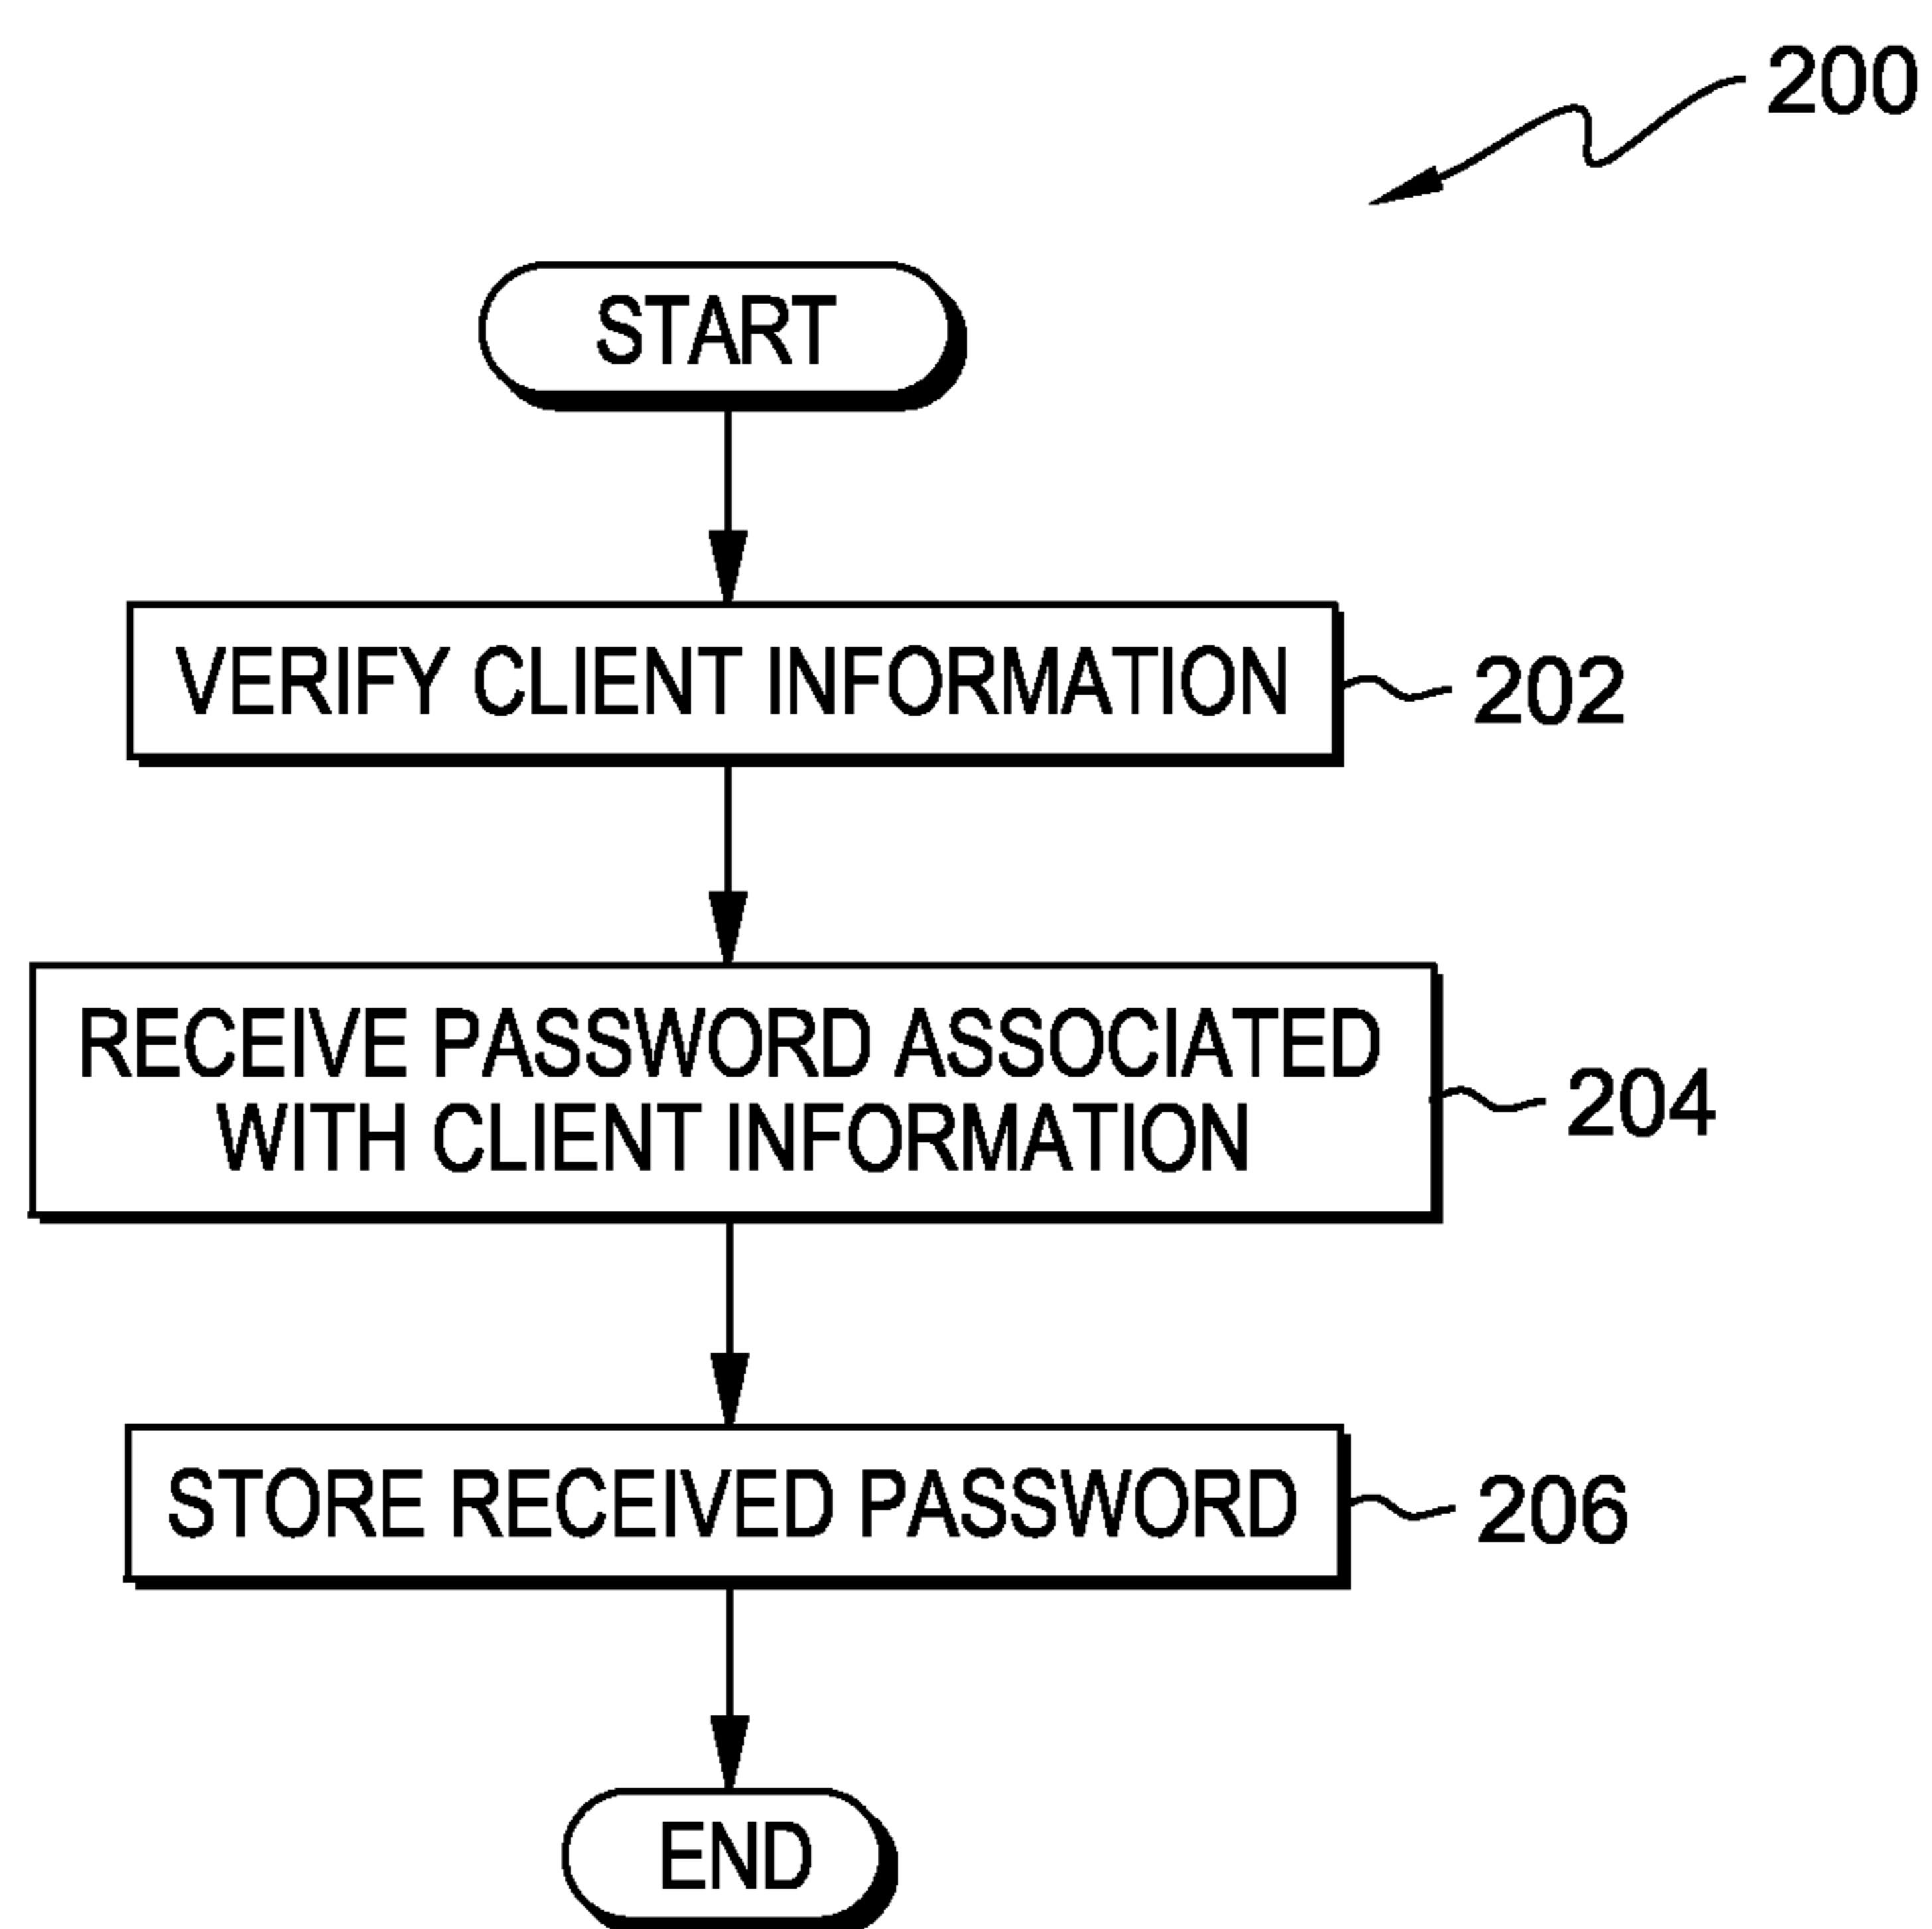 200
START
VERIFY CLIENT INFORMATION
202
RECEIVE PASSWORD ASSOCIATED
WITH CLIENT INFORMATION
204
STORE RECEIVED PASSWORD
206
END